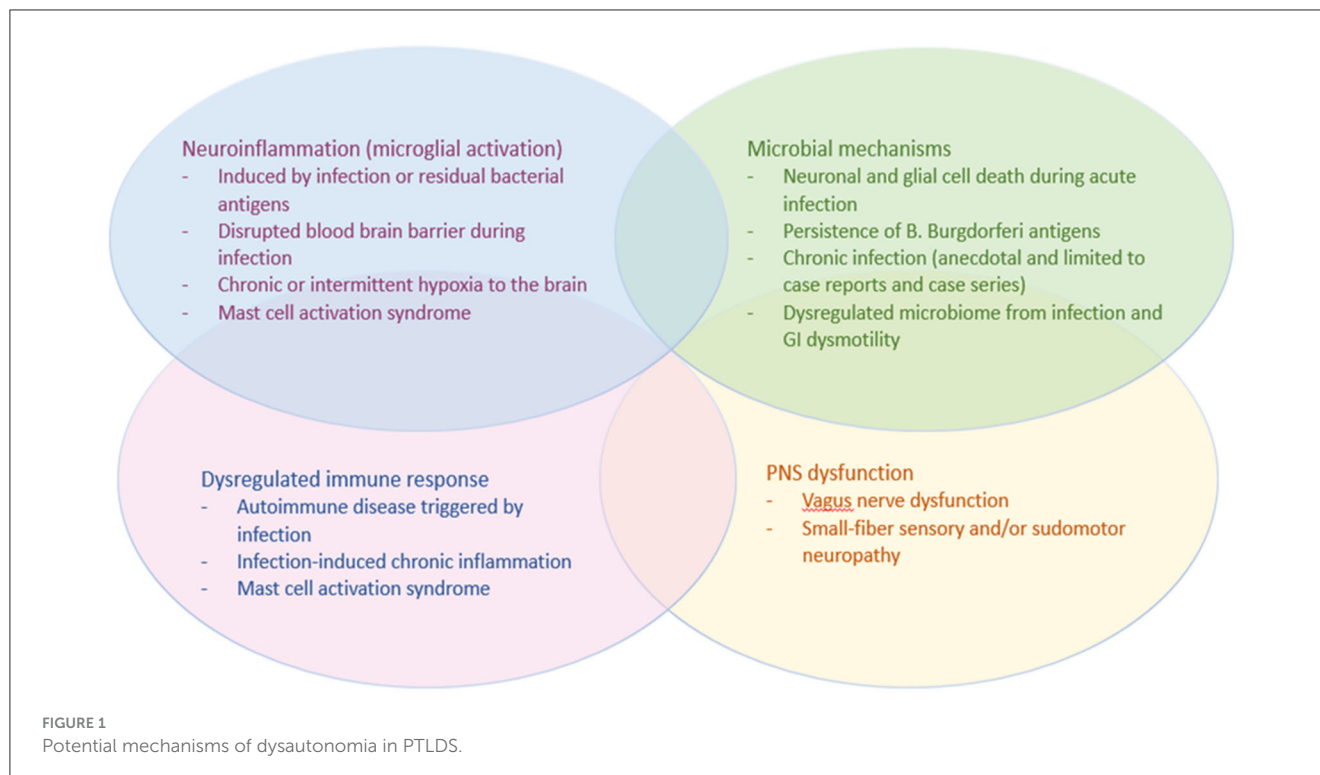 Neuroinflammation (microglial activation)
- Induced by infection or residual bacterial
antigens
- Disrupted blood brain barrier during
infection
- Chronic or intermittent hypoxia to the brain
- Mast cell activation syndrome
Microbial mechanisms
- Neuronal and glial cell death during acute
infection
- Persistence of B. Burgdorferi antigens
- Chronic infection (anecdotal and limited to
case reports and case series)
- Dysregulated microbiome from infection and
GI dysmotility
Dysregulated immune response
- Autoimmune disease triggered by
infection
- Infection-induced chronic inflammation
- Mast cell activation syndrome
PNS dysfunction
- Vagus nerve dysfunction
- Small-fiber sensory and/or sudomotor
neuropathy
FIGURE 1
Potential mechanisms of dysautonomia in PTLDS.